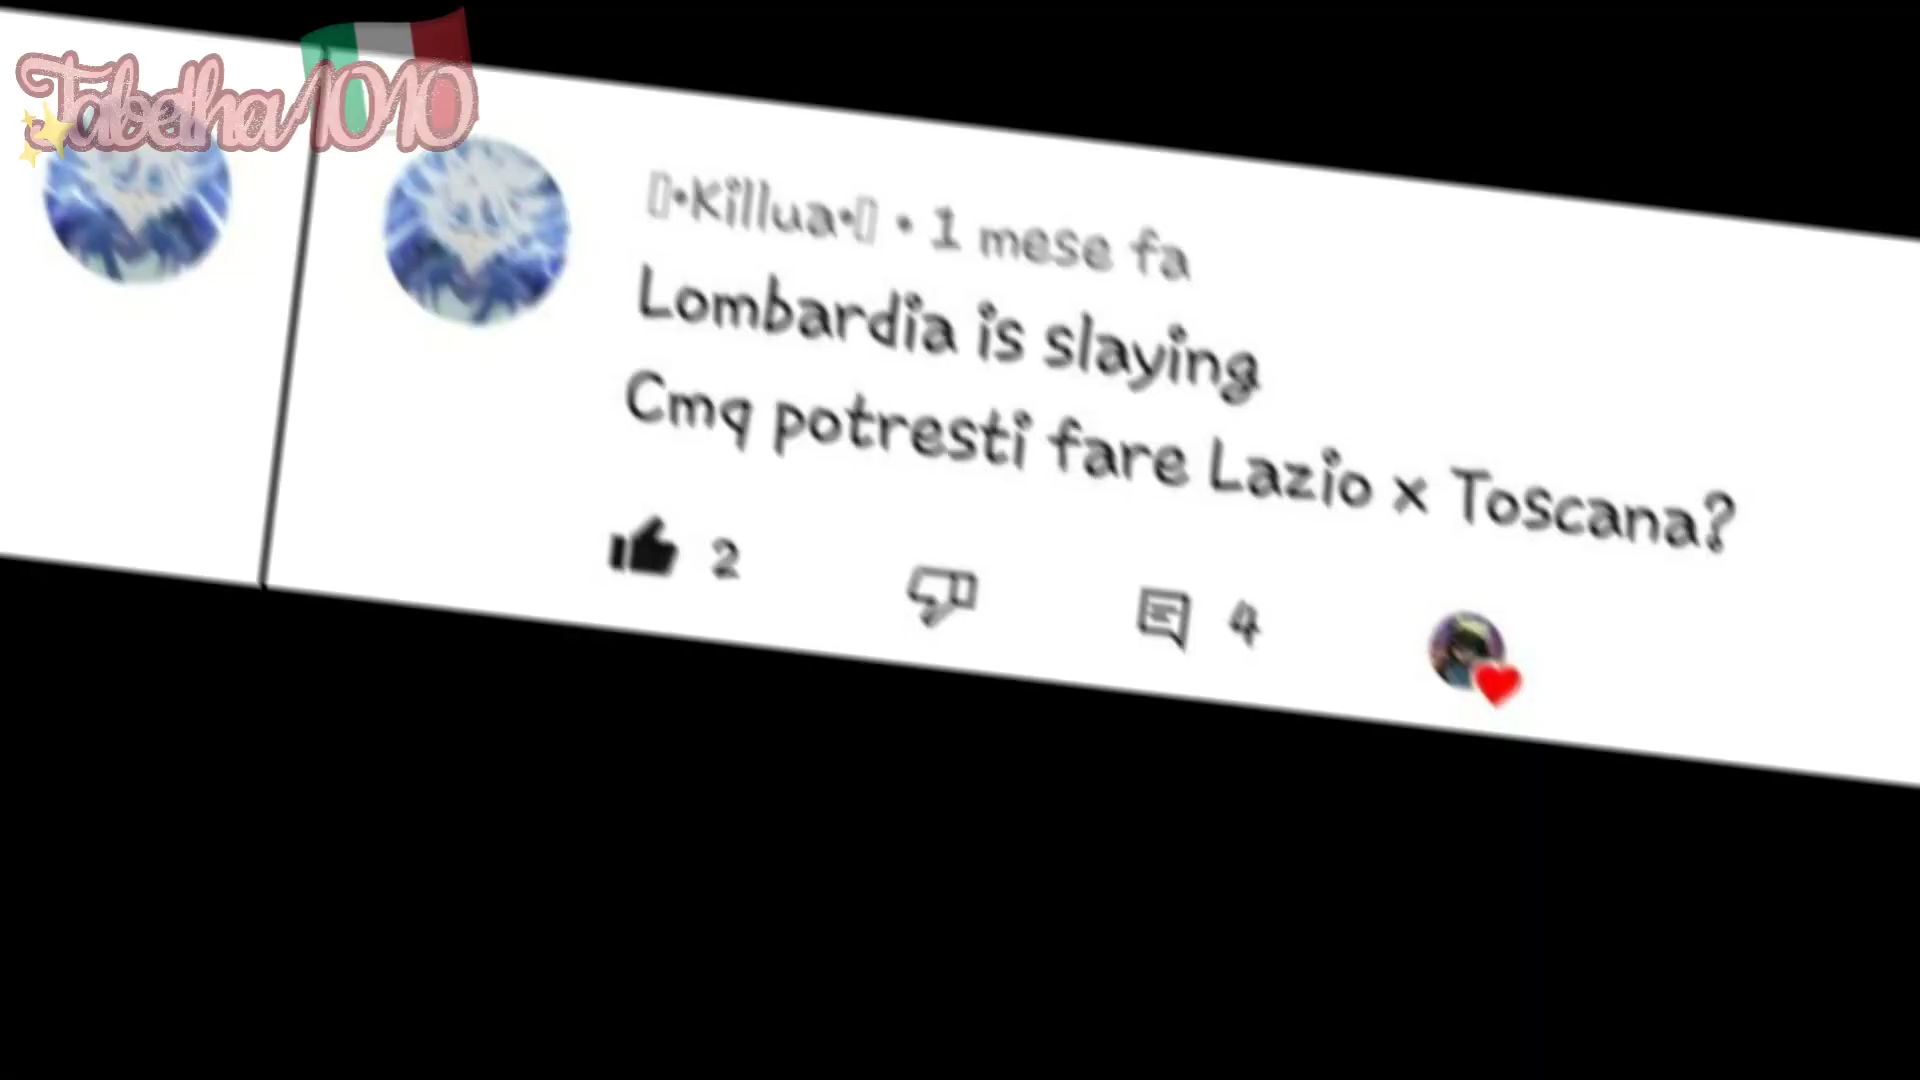 Tabetha1010
•Killua• • 1 mese fa
Lombardia is slaying
Cmq potresti fare Lazio x Toscana?
2
4